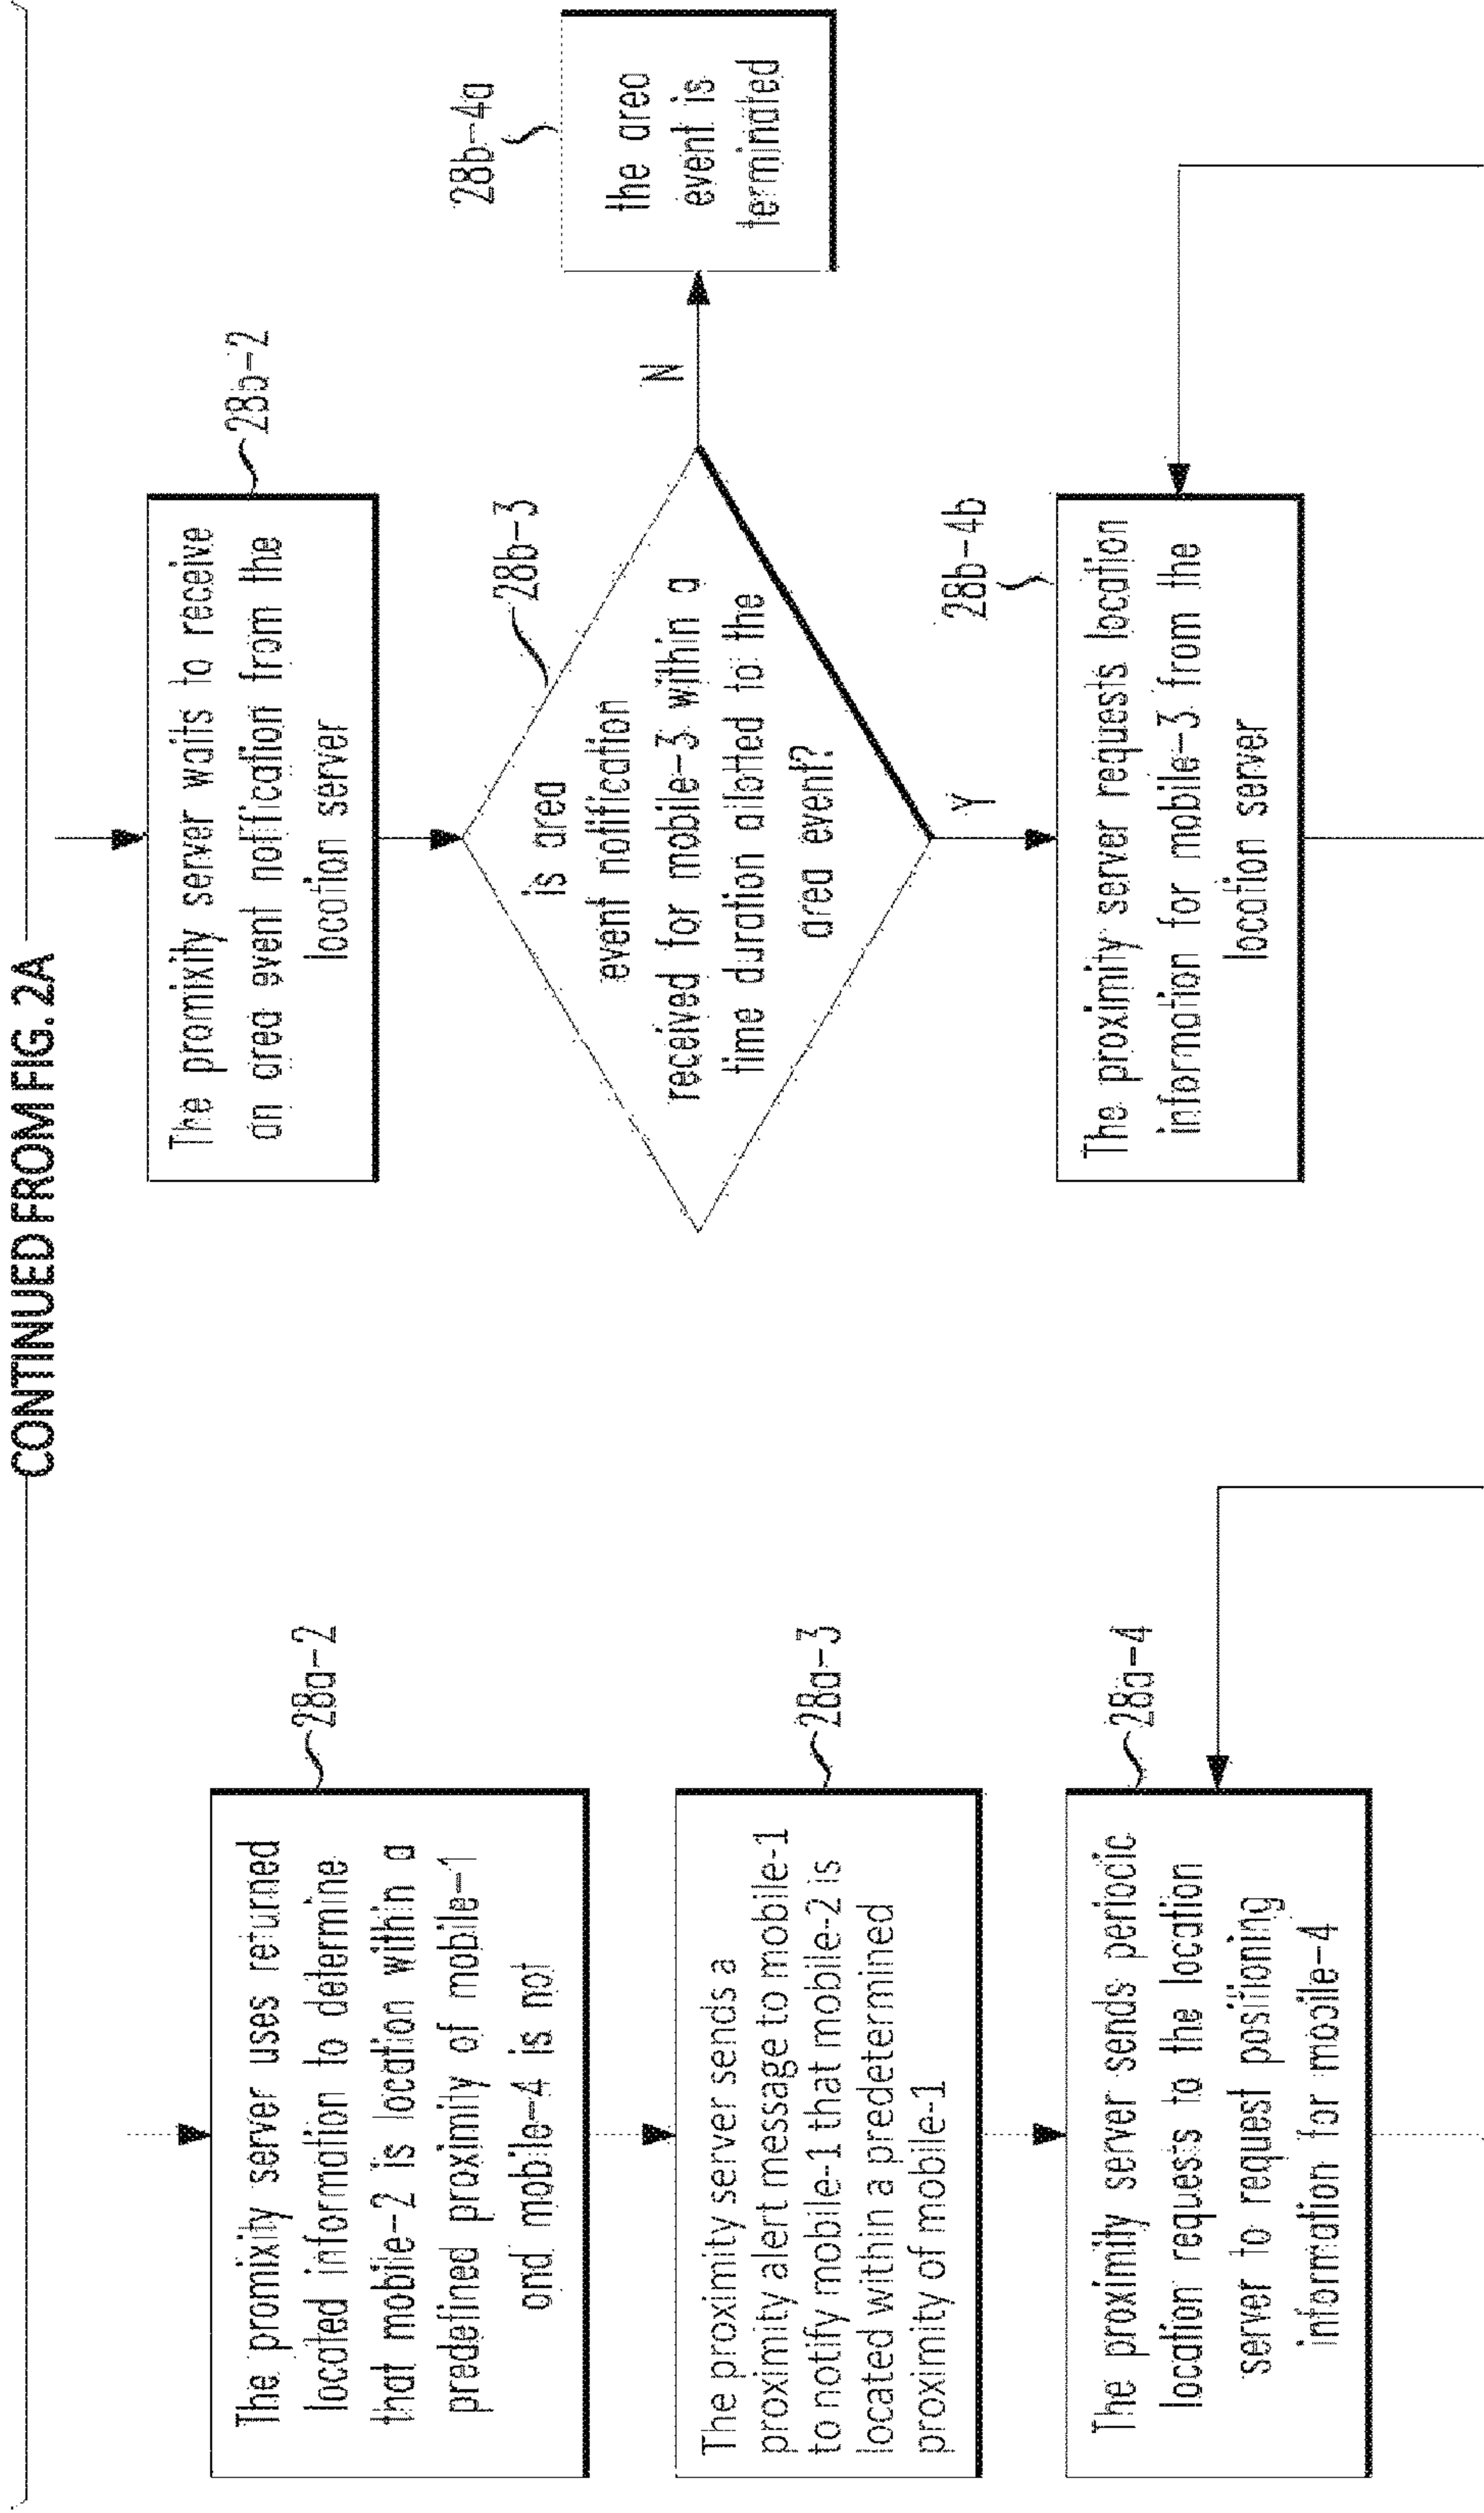 CONTINUED FROM FIG. 2A
The promixity server uses returned
located information to determine
that mobile-2 is location within a
predefined proximity of mobile-1
and mobile-4 is not
28a-2
The proximity server sends a
proximity alert message to mobile-1
to notify mobile-1 that mobile-2 is
located within a predetermined
proximity of mobile-1
28a-3
The proximity server sends periodic
location requests to the location
server to request positioning
information for mobile-4
28a-4
The promixity server waits to receive
an area event notification from the
location server
28b-2
is area
event notification
received for mobile-3 within a
time duration allotted to the
area event?
28b-3
N
the area
event is
terminated
28b-4a
Y
The proximity server requests location
information for mobile-3 from the
location server
28b-4b